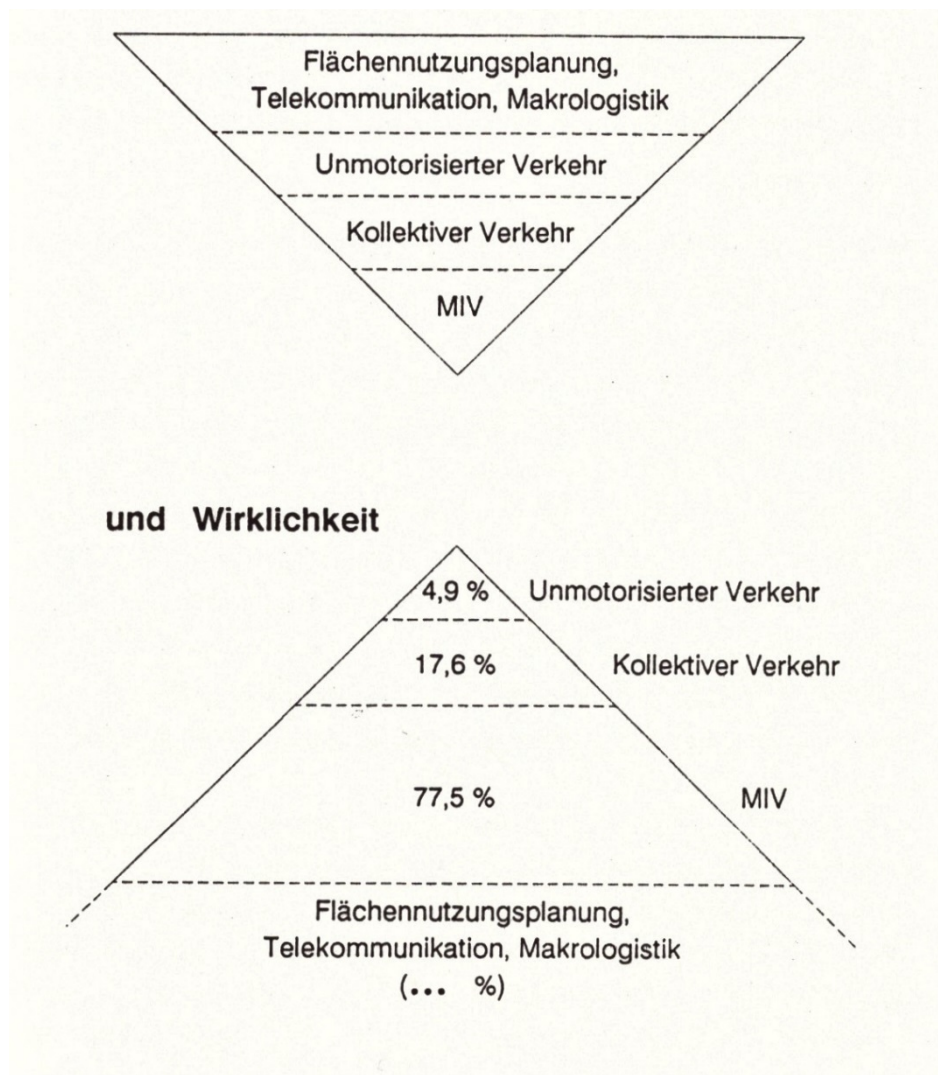 Flächennutzungsplanung,
Telekommunikation, Makrologistik
Unmotorisierter Verkehr
Kollektiver Verkehr
MIV
und Wirklichkeit
4,9 % Unmotorisierter Verkehr
17,6 % Kollektiver Verkehr
77,5 % MIV
Flächennutzungsplanung,
Telekommunikation, Makrologistik
(... %)